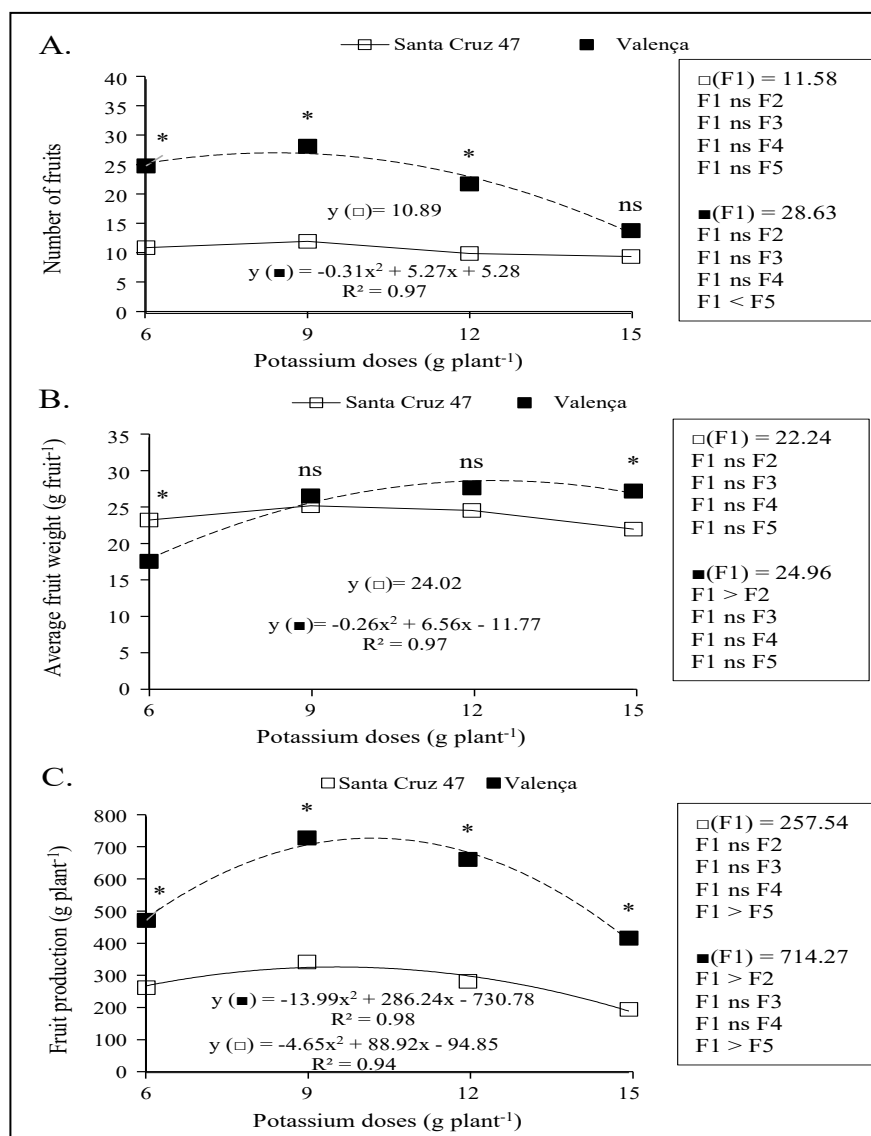 A.
Santa Cruz 47 Valença
Number of fruits
40
35
30
25
20
15
10
5
0
* * * ns
y (□)= 10.89
y (■) = -0.31x² + 5.27x + 5.28
R² = 0.97
6 9 12 15
Potassium doses (g plant⁻¹)
□(F1) = 11.58
F1 ns F2
F1 ns F3
F1 ns F4
F1 ns F5
■(F1) = 28.63
F1 ns F2
F1 ns F3
F1 ns F4
F1 < F5
B.
Santa Cruz 47 Valença
Average fruit weight (g fruit⁻¹)
35
30
25
20
15
10
5
0
* ns ns *
y (□)= 24.02
y (■)= -0.26x² + 6.56x - 11.77
R² = 0.97
6 9 12 15
Potassium doses (g plant⁻¹)
□(F1) = 22.24
F1 ns F2
F1 ns F3
F1 ns F4
F1 ns F5
■(F1) = 24.96
F1 > F2
F1 ns F3
F1 ns F4
F1 ns F5
C.
Santa Cruz 47 Valença
Fruit production (g plant⁻¹)
800
700
600
500
400
300
200
100
0
* * * *
y (■) = -13.99x² + 286.24x - 730.78
R² = 0.98
y (□) = -4.65x² + 88.92x - 94.85
R² = 0.94
6 9 12 15
Potassium doses (g plant⁻¹)
□(F1) = 257.54
F1 ns F2
F1 ns F3
F1 ns F4
F1 > F5
■(F1) = 714.27
F1 > F2
F1 ns F3
F1 ns F4
F1 > F5